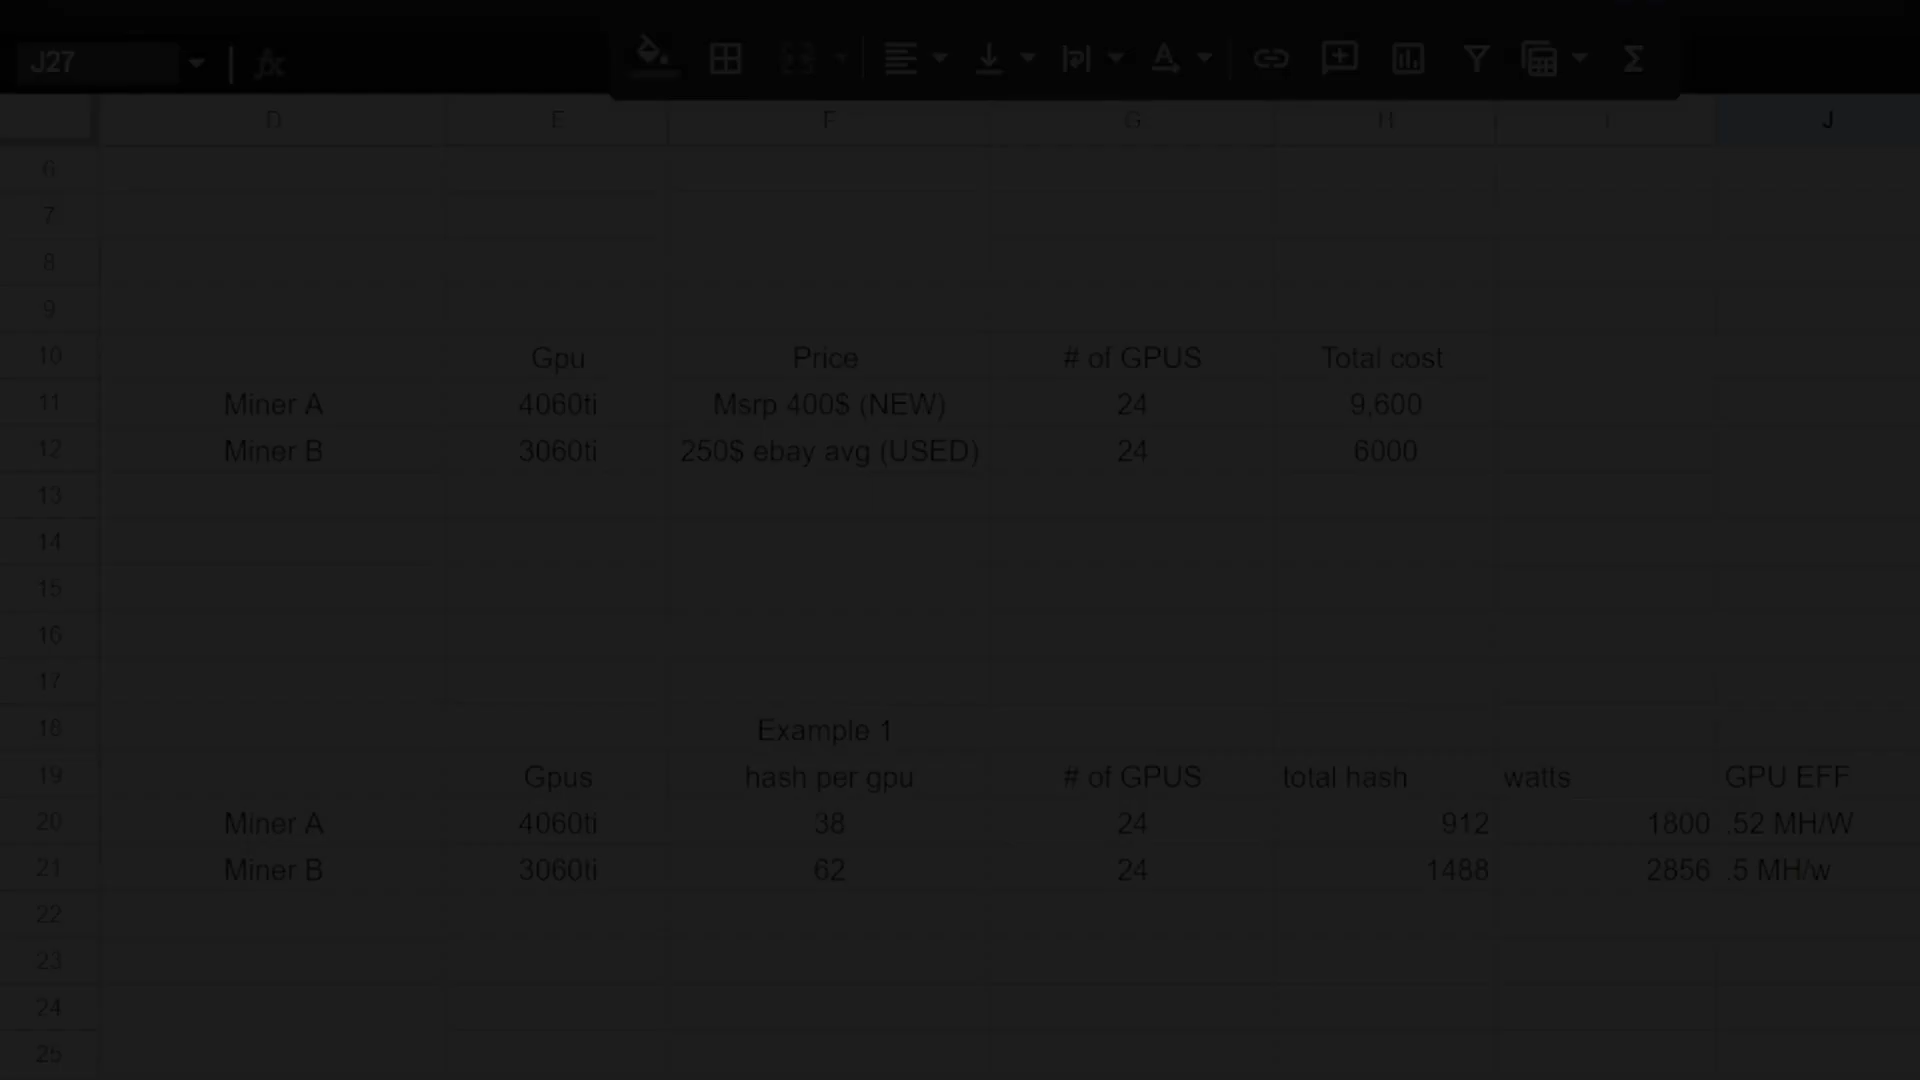 J27 fx
D E F G H I J
6
7
8
9
10 Gpu Price # of GPUS Total cost
11 Miner A 4060ti Msrp 400$ (NEW) 24 9,600
12 Miner B 3060ti 250$ ebay avg (USED) 24 6000
13
14
15
16
17
18 Example 1
19 Gpus hash per gpu # of GPUS total hash watts GPU EFF
20 Miner A 4060ti 38 24 912 1800 .52 MH/W
21 Miner B 3060ti 62 24 1488 2856 .5 MH/w
22
23
24
25